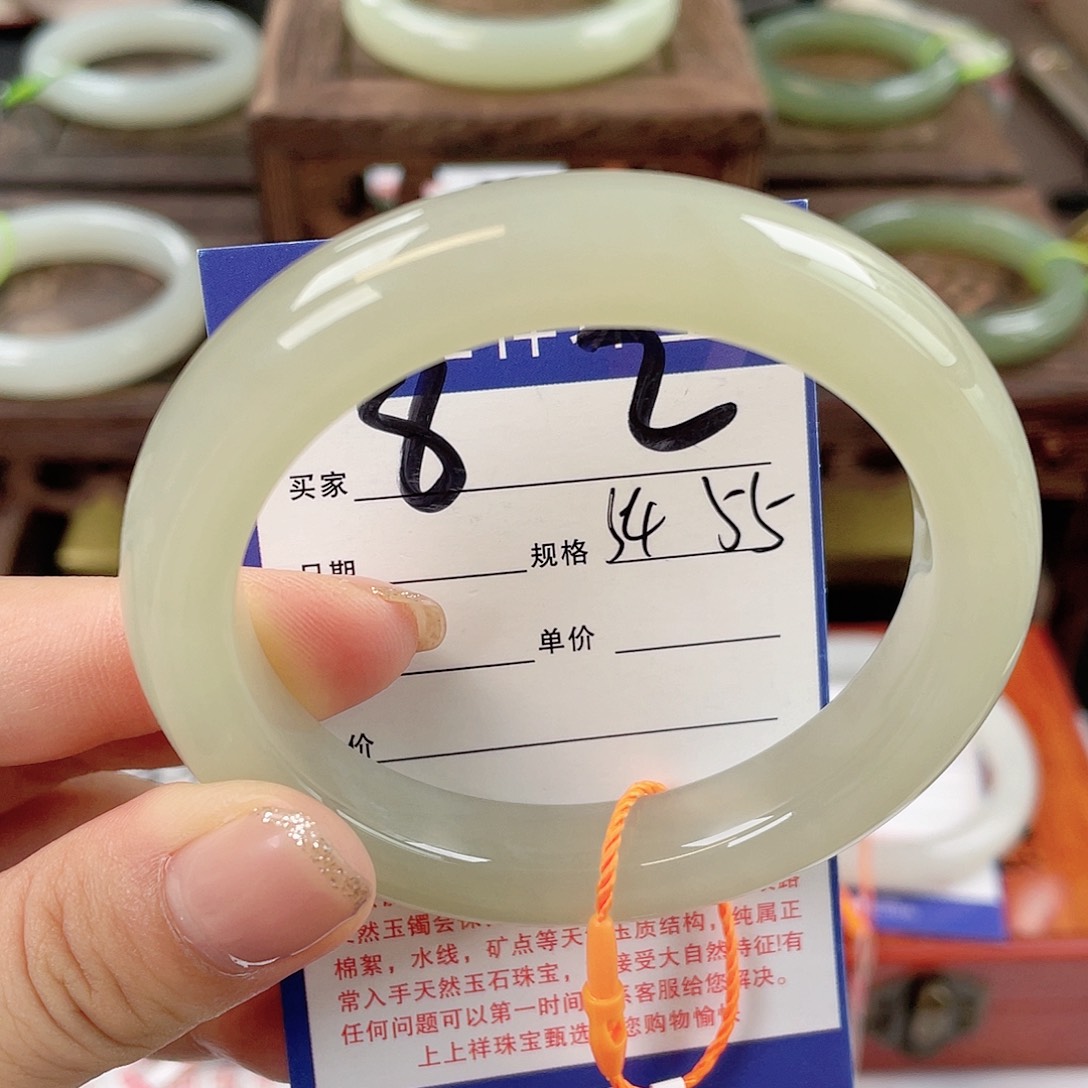 8 2
买家
日期 规格 54 55
单价
价
然玉镯会
棉絮，水线，矿点等天 玉质结构，纯属正
常入手天然玉石珠宝， 接受大自然特征!有
任何问题可以第一时间 客服给您解决。
上上祥珠宝甄选 您购物愉